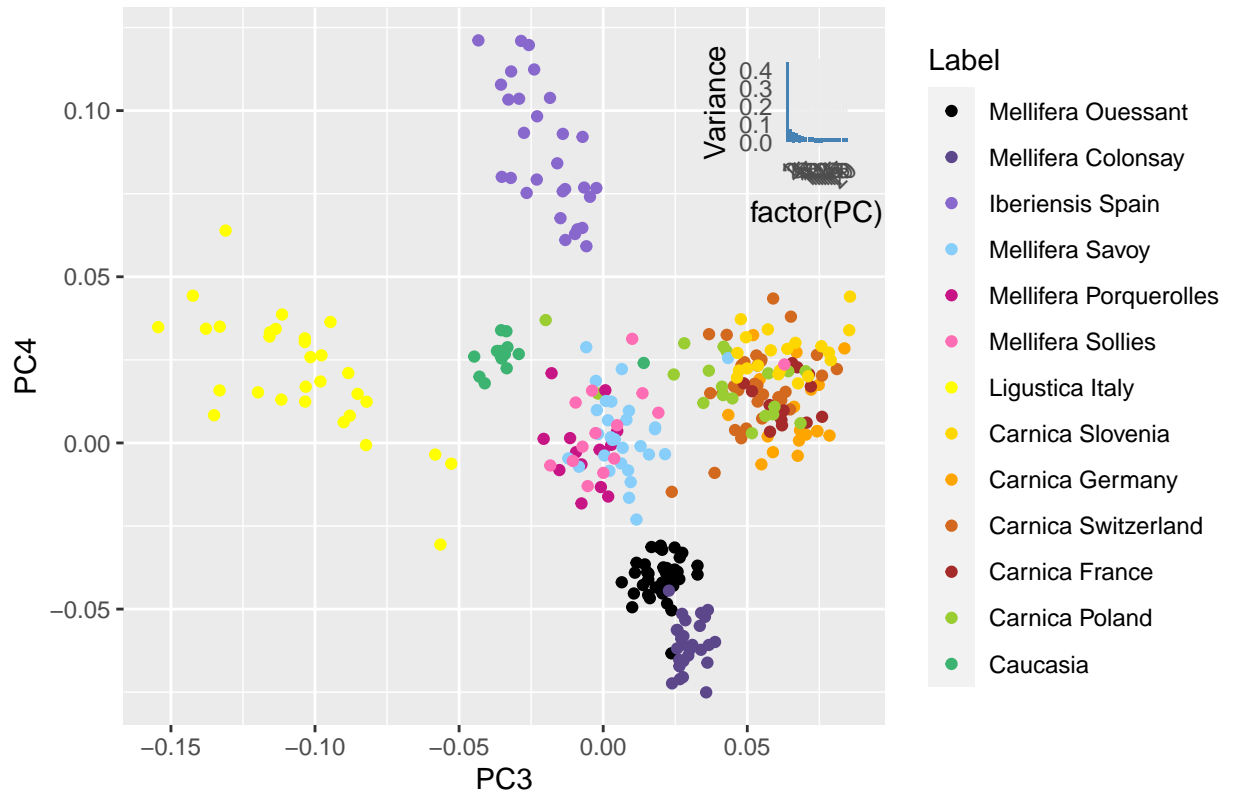 Variance
0.4
0.3
0.2
0.1
0.0
factor(PC)
PC4
0.10
0.05
0.00
−0.05
−0.15
−0.10
−0.05
0.00
0.05
PC3
Label
Mellifera Ouessant
Mellifera Colonsay
Iberiensis Spain
Mellifera Savoy
Mellifera Porquerolles
Mellifera Sollies
Ligustica Italy
Carnica Slovenia
Carnica Germany
Carnica Switzerland
Carnica France
Carnica Poland
Caucasia